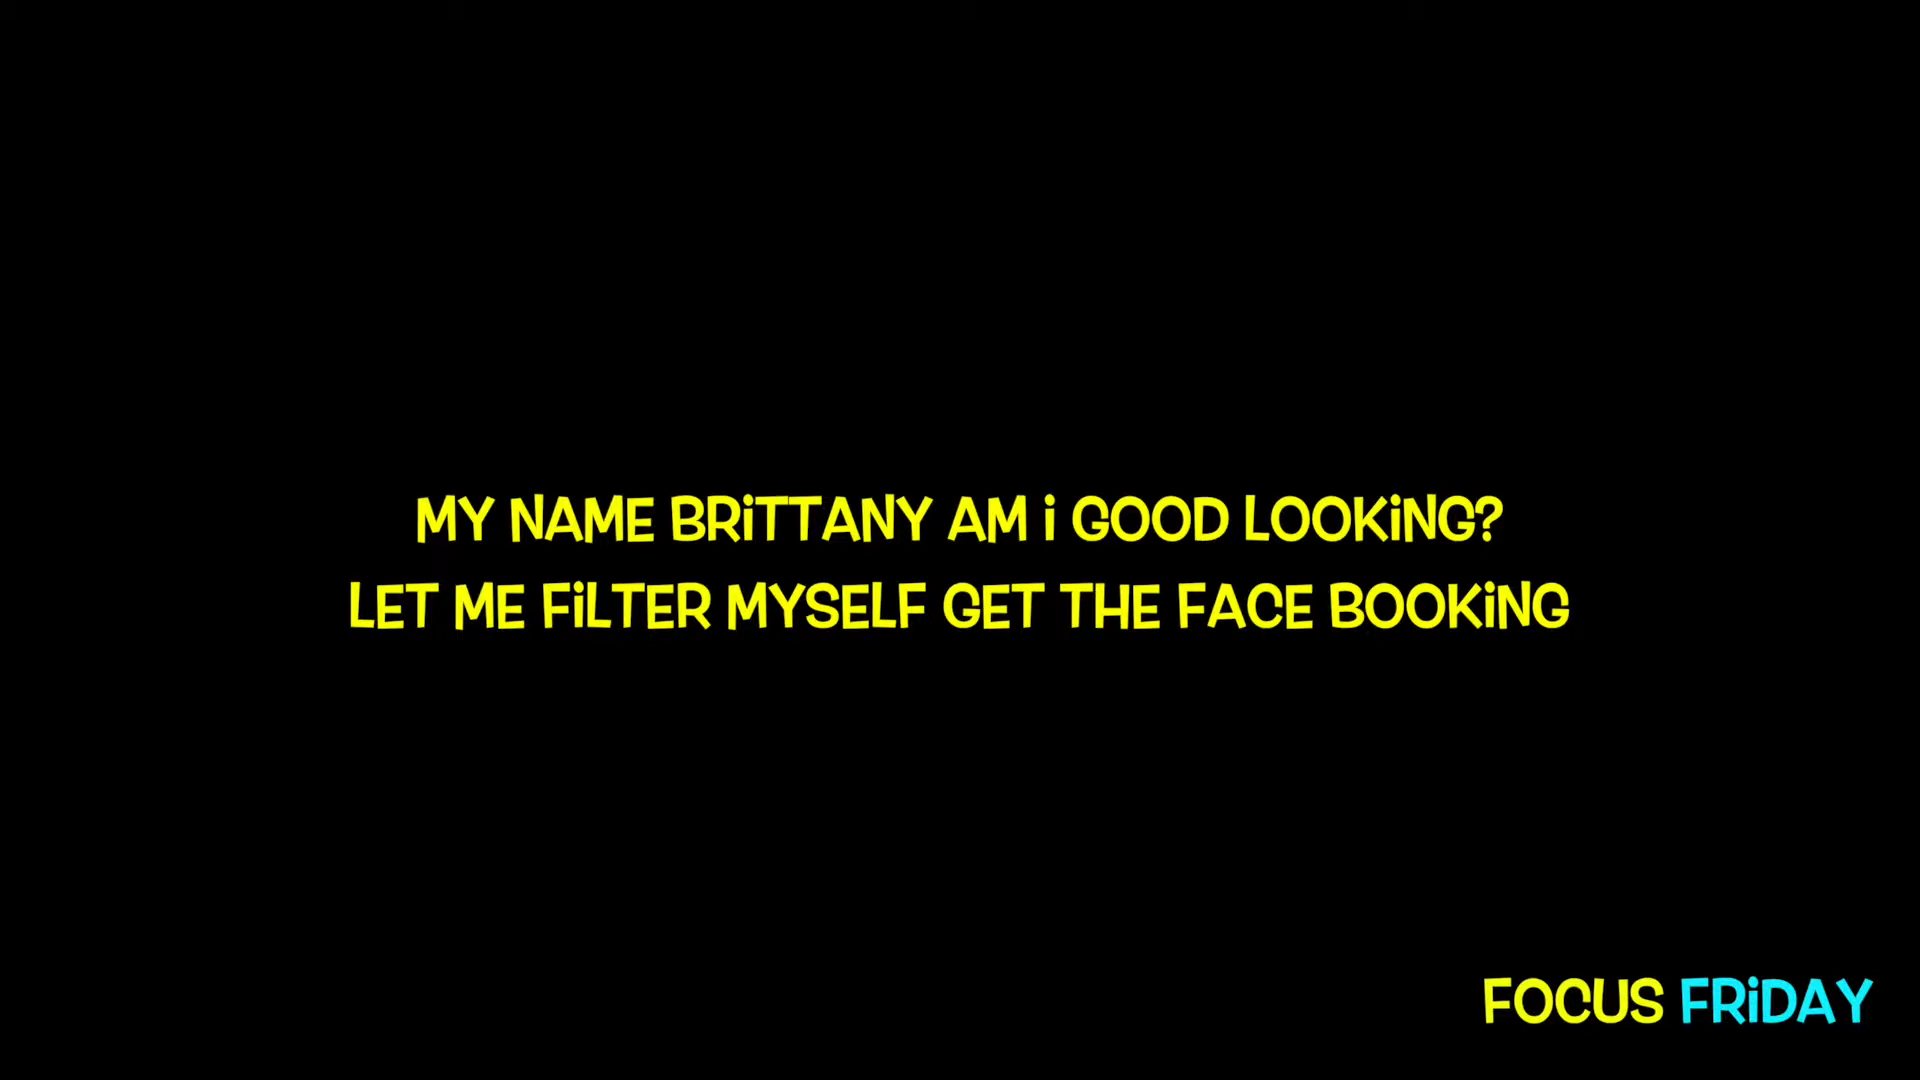 MY NAME BRiTTANY AM i GOOD LOOKiNG?
LET ME FiLTER MYSELF GET THE FACE BOOKiNG
FOCUS FRiDAY